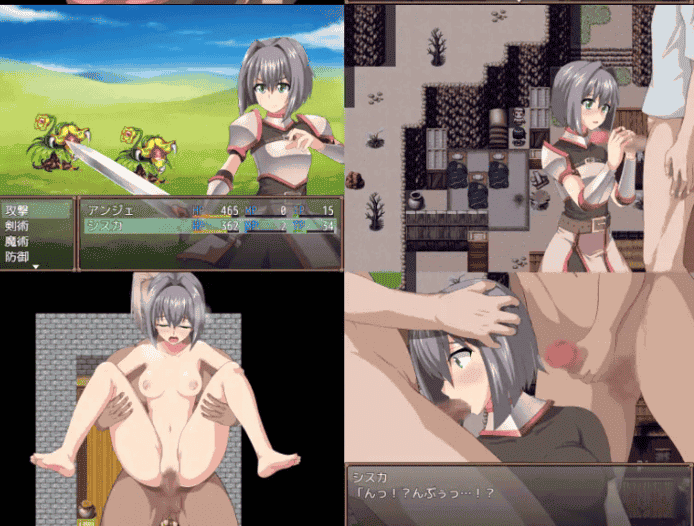 攻撃
剣術
魔術
防御
アンジェ HP 465 MP 0 TP 15
シズカ HP 362 MP 2 TP 34
シズカ
「んっ！？んぶぅっ…！？